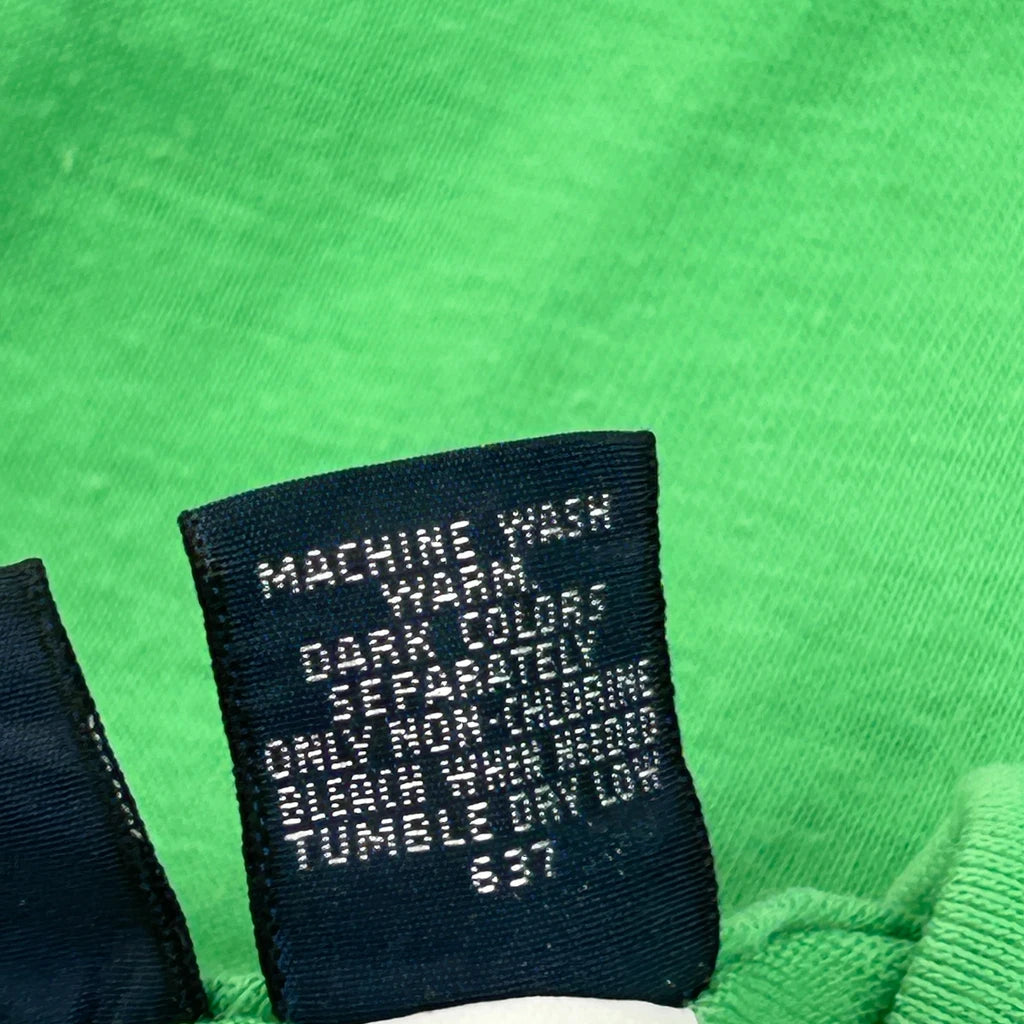 MACHINE WASH
WARM.
DARK COLORS
SEPARATELY
ONLY NON-CHLORINE
BLEACH WHEN NEEDED
TUMBLE DRY LOW
637